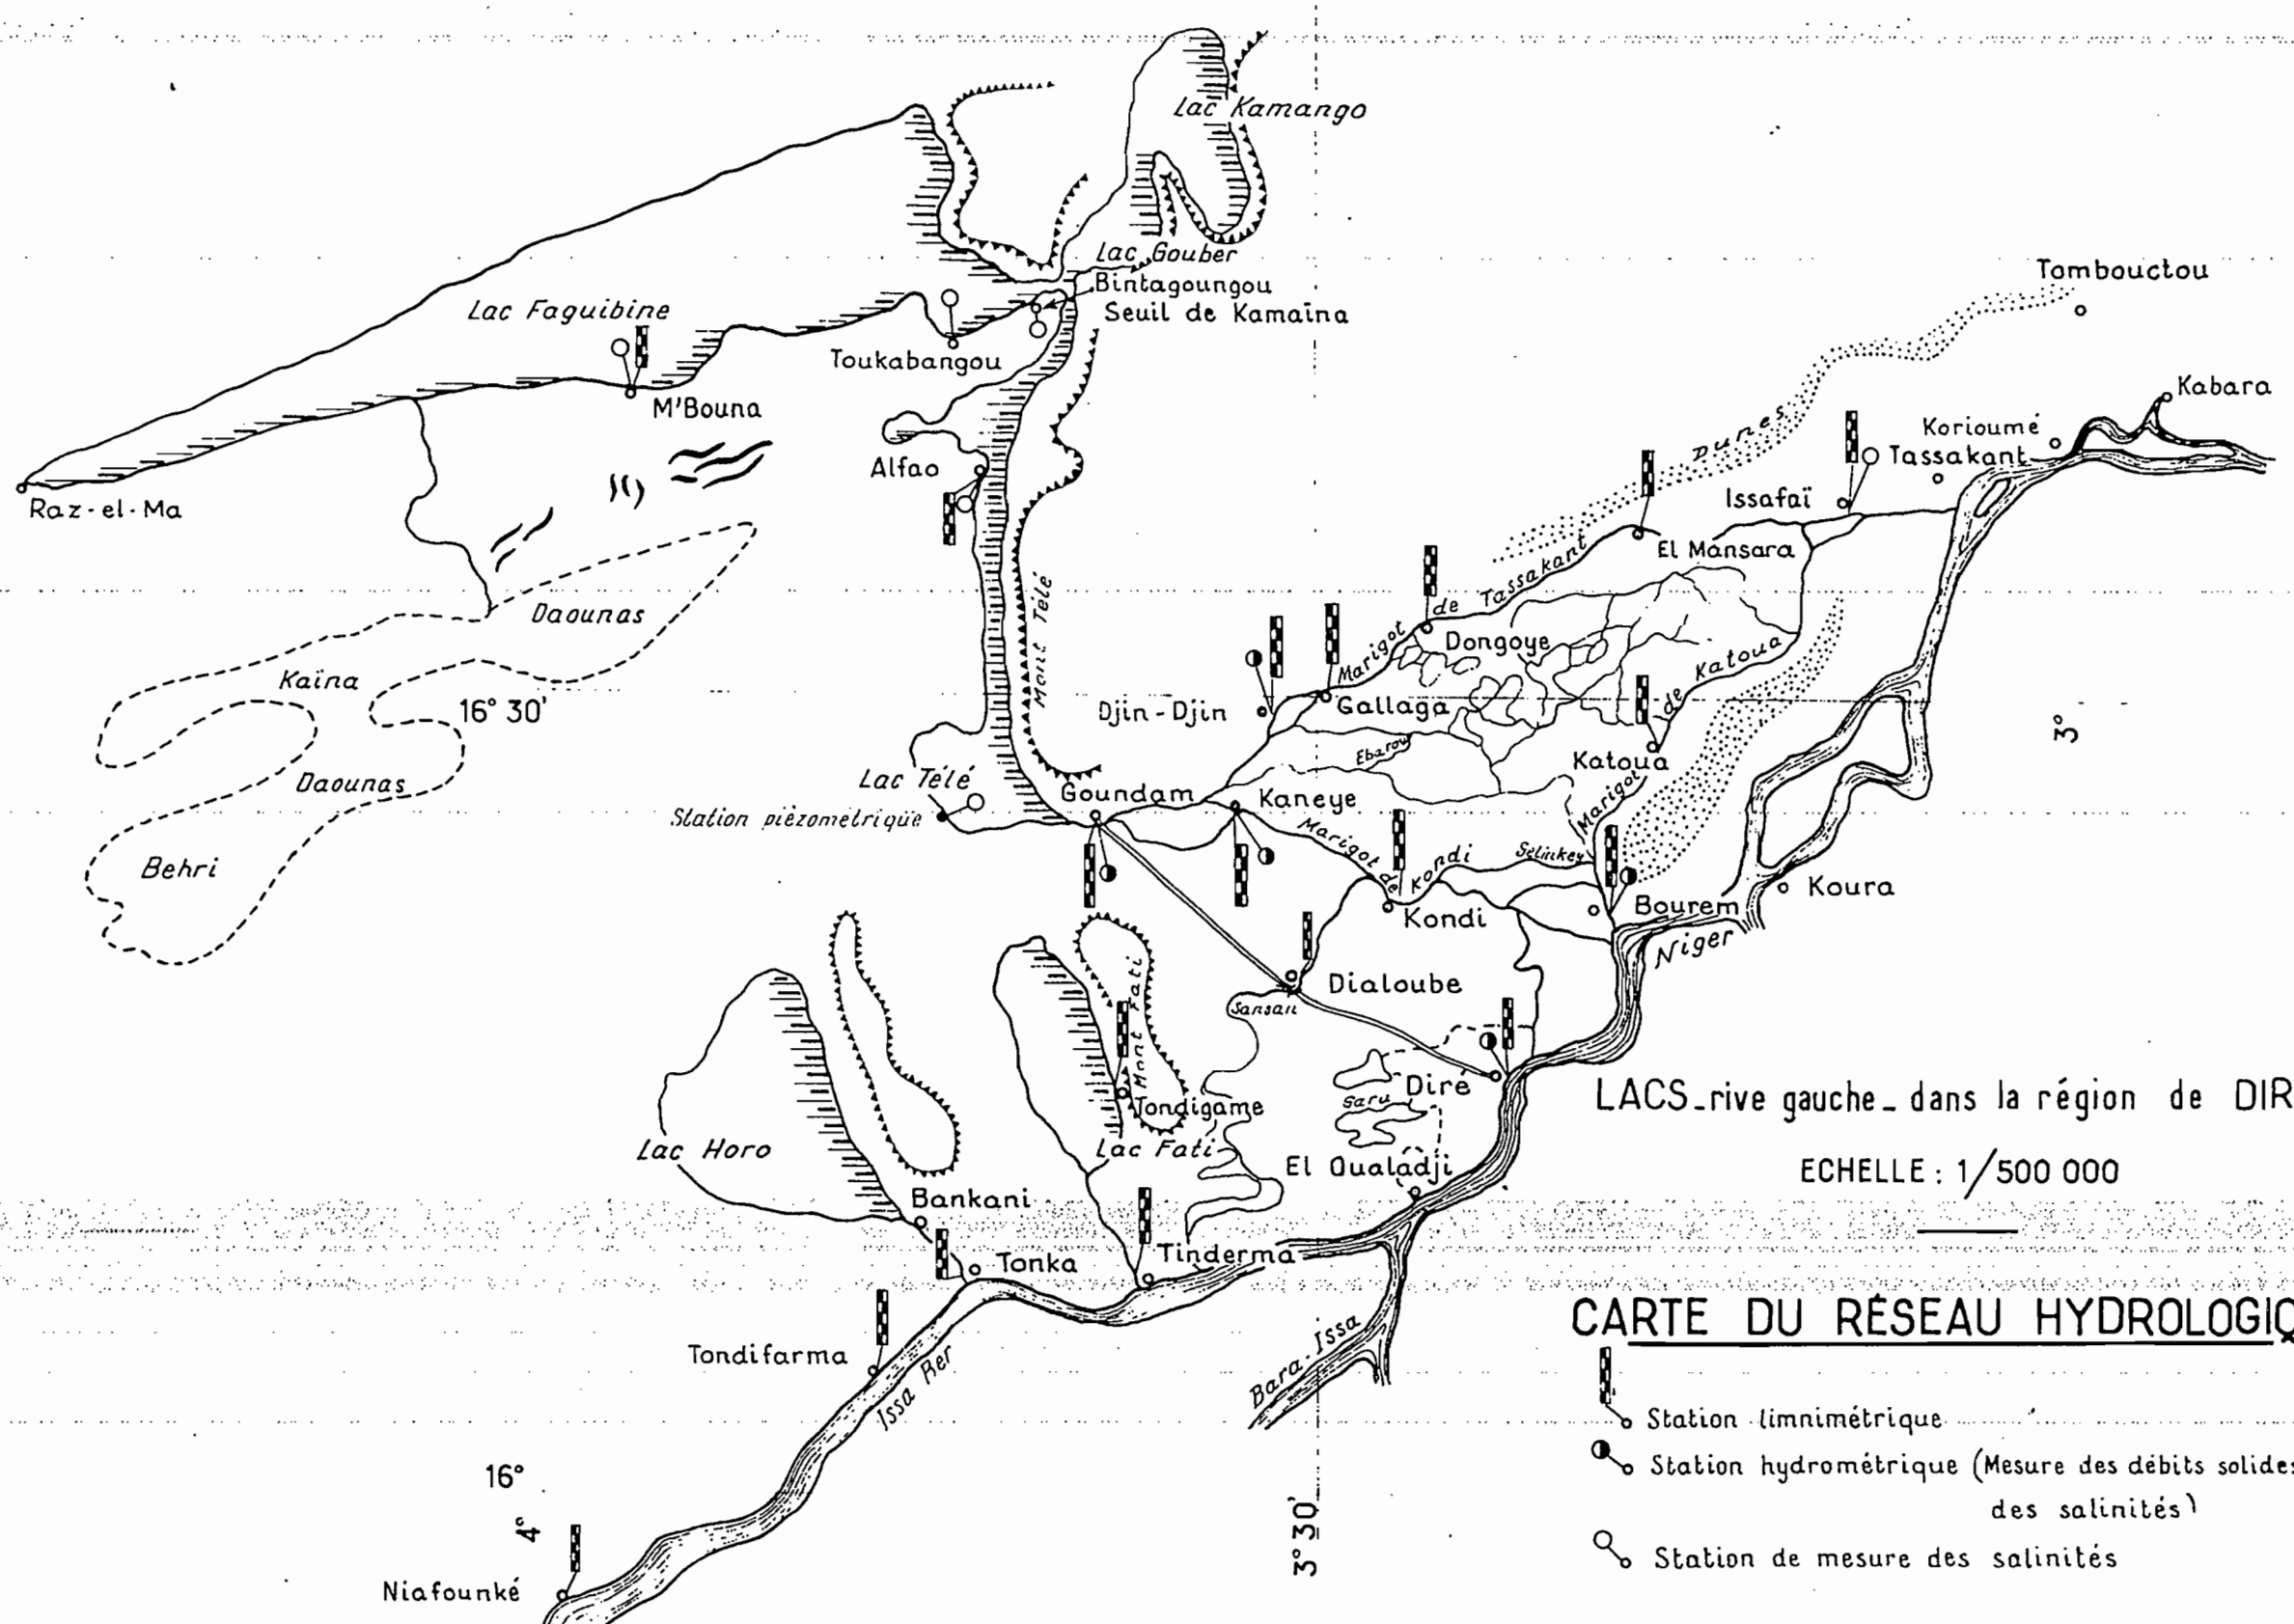 Lac Kamango
Lac Gouber
Bintagoungou
Seuil de Kamaïna
Tombouctou
Lac Faguibine
Toukabangou
M'Bouna
Kabara
Korioumé
Tassakant
Dunes
Alfao
Issafaï
Raz-el-Ma
El Mansara
Marigot de Tassakant
Mont Télé
Daounas
Dongoye
Kaïna
16° 30'
Djin-Djin
Gallaga
Marigot de Katoua
3°
Ebarou
Katoua
Daounas
Lac Télé
Goundam
Kaneye
Station pièzométrique
Marigot de Kondi
Selinkey
Behri
Kondi
Bourem
Koura
Niger
Mont Fati
Dialoube
Sansan
Diré
Saru
LACS_rive gauche_ dans la région de DIR
Tondigame
Lac Horo
Lac Fati
El Oualadji
ECHELLE: 1/500 000
Bankani
Tonka
Tinderma
CARTE DU RÉSEAU HYDROLOGIQ
Tondifarma
Issa Ber
Bara-Issa
Station limnimétrique
16°
Station hydrométrique (Mesure des débits solides
des salinités)
4°
3° 30'
Station de mesure des salinités
Niafounké